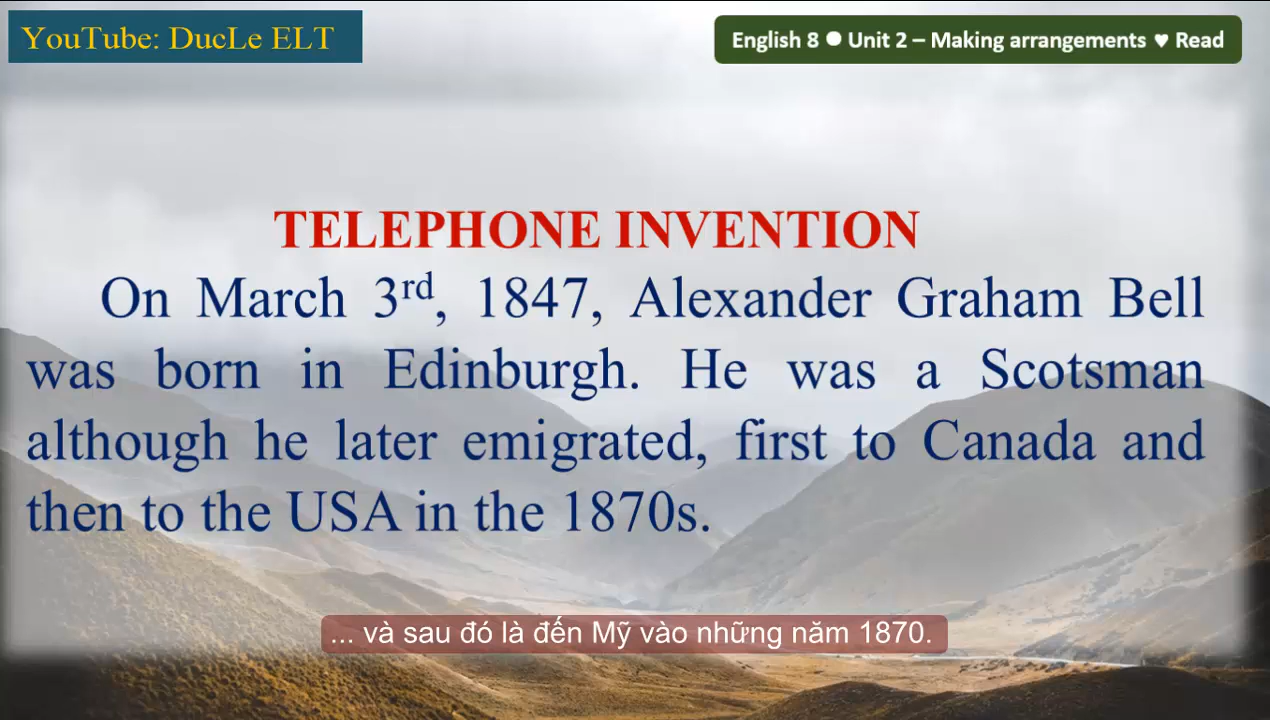 YouTube: DucLe ELT
English 8 ● Unit 2 – Making arrangements ♥ Read
TELEPHONE INVENTION
On March 3rd, 1847, Alexander Graham Bell
was born in Edinburgh. He was a Scotsman
although he later emigrated, first to Canada and
then to the USA in the 1870s.
... và sau đó là đến Mỹ vào những năm 1870.